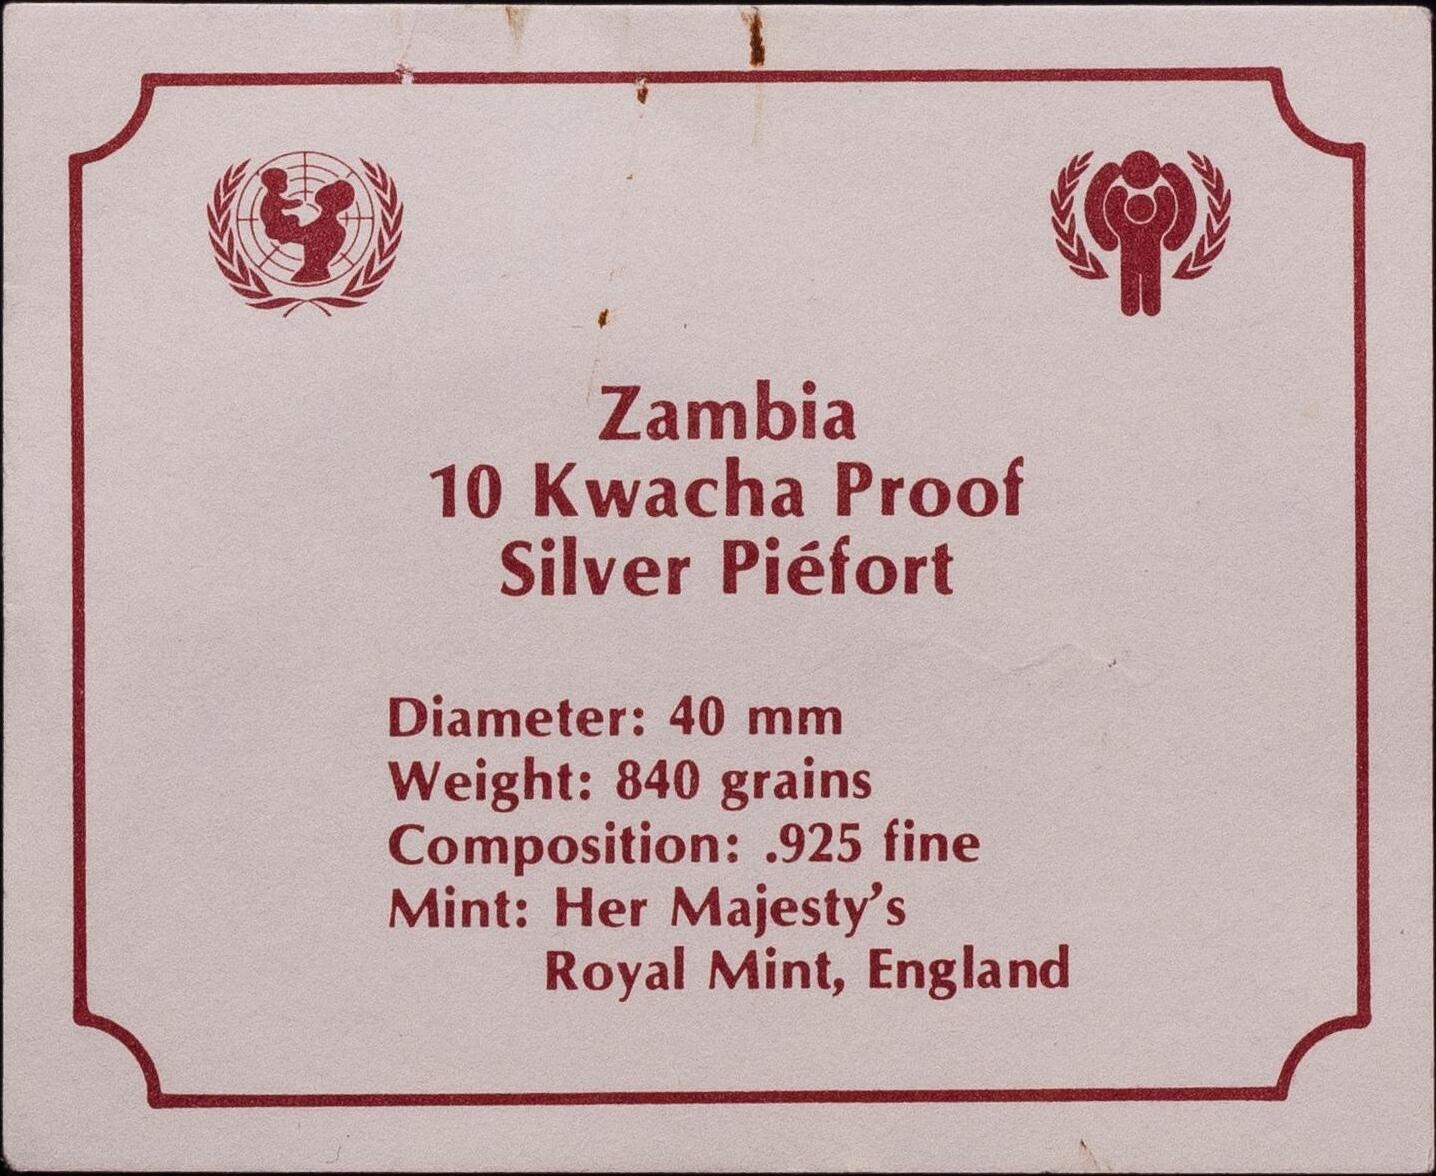 Zambia
10 Kwacha Proof
Silver Piéfort
Diameter: 40 mm
Weight: 840 grains
Composition: .925 fine
Mint: Her Majesty's
Royal Mint, England